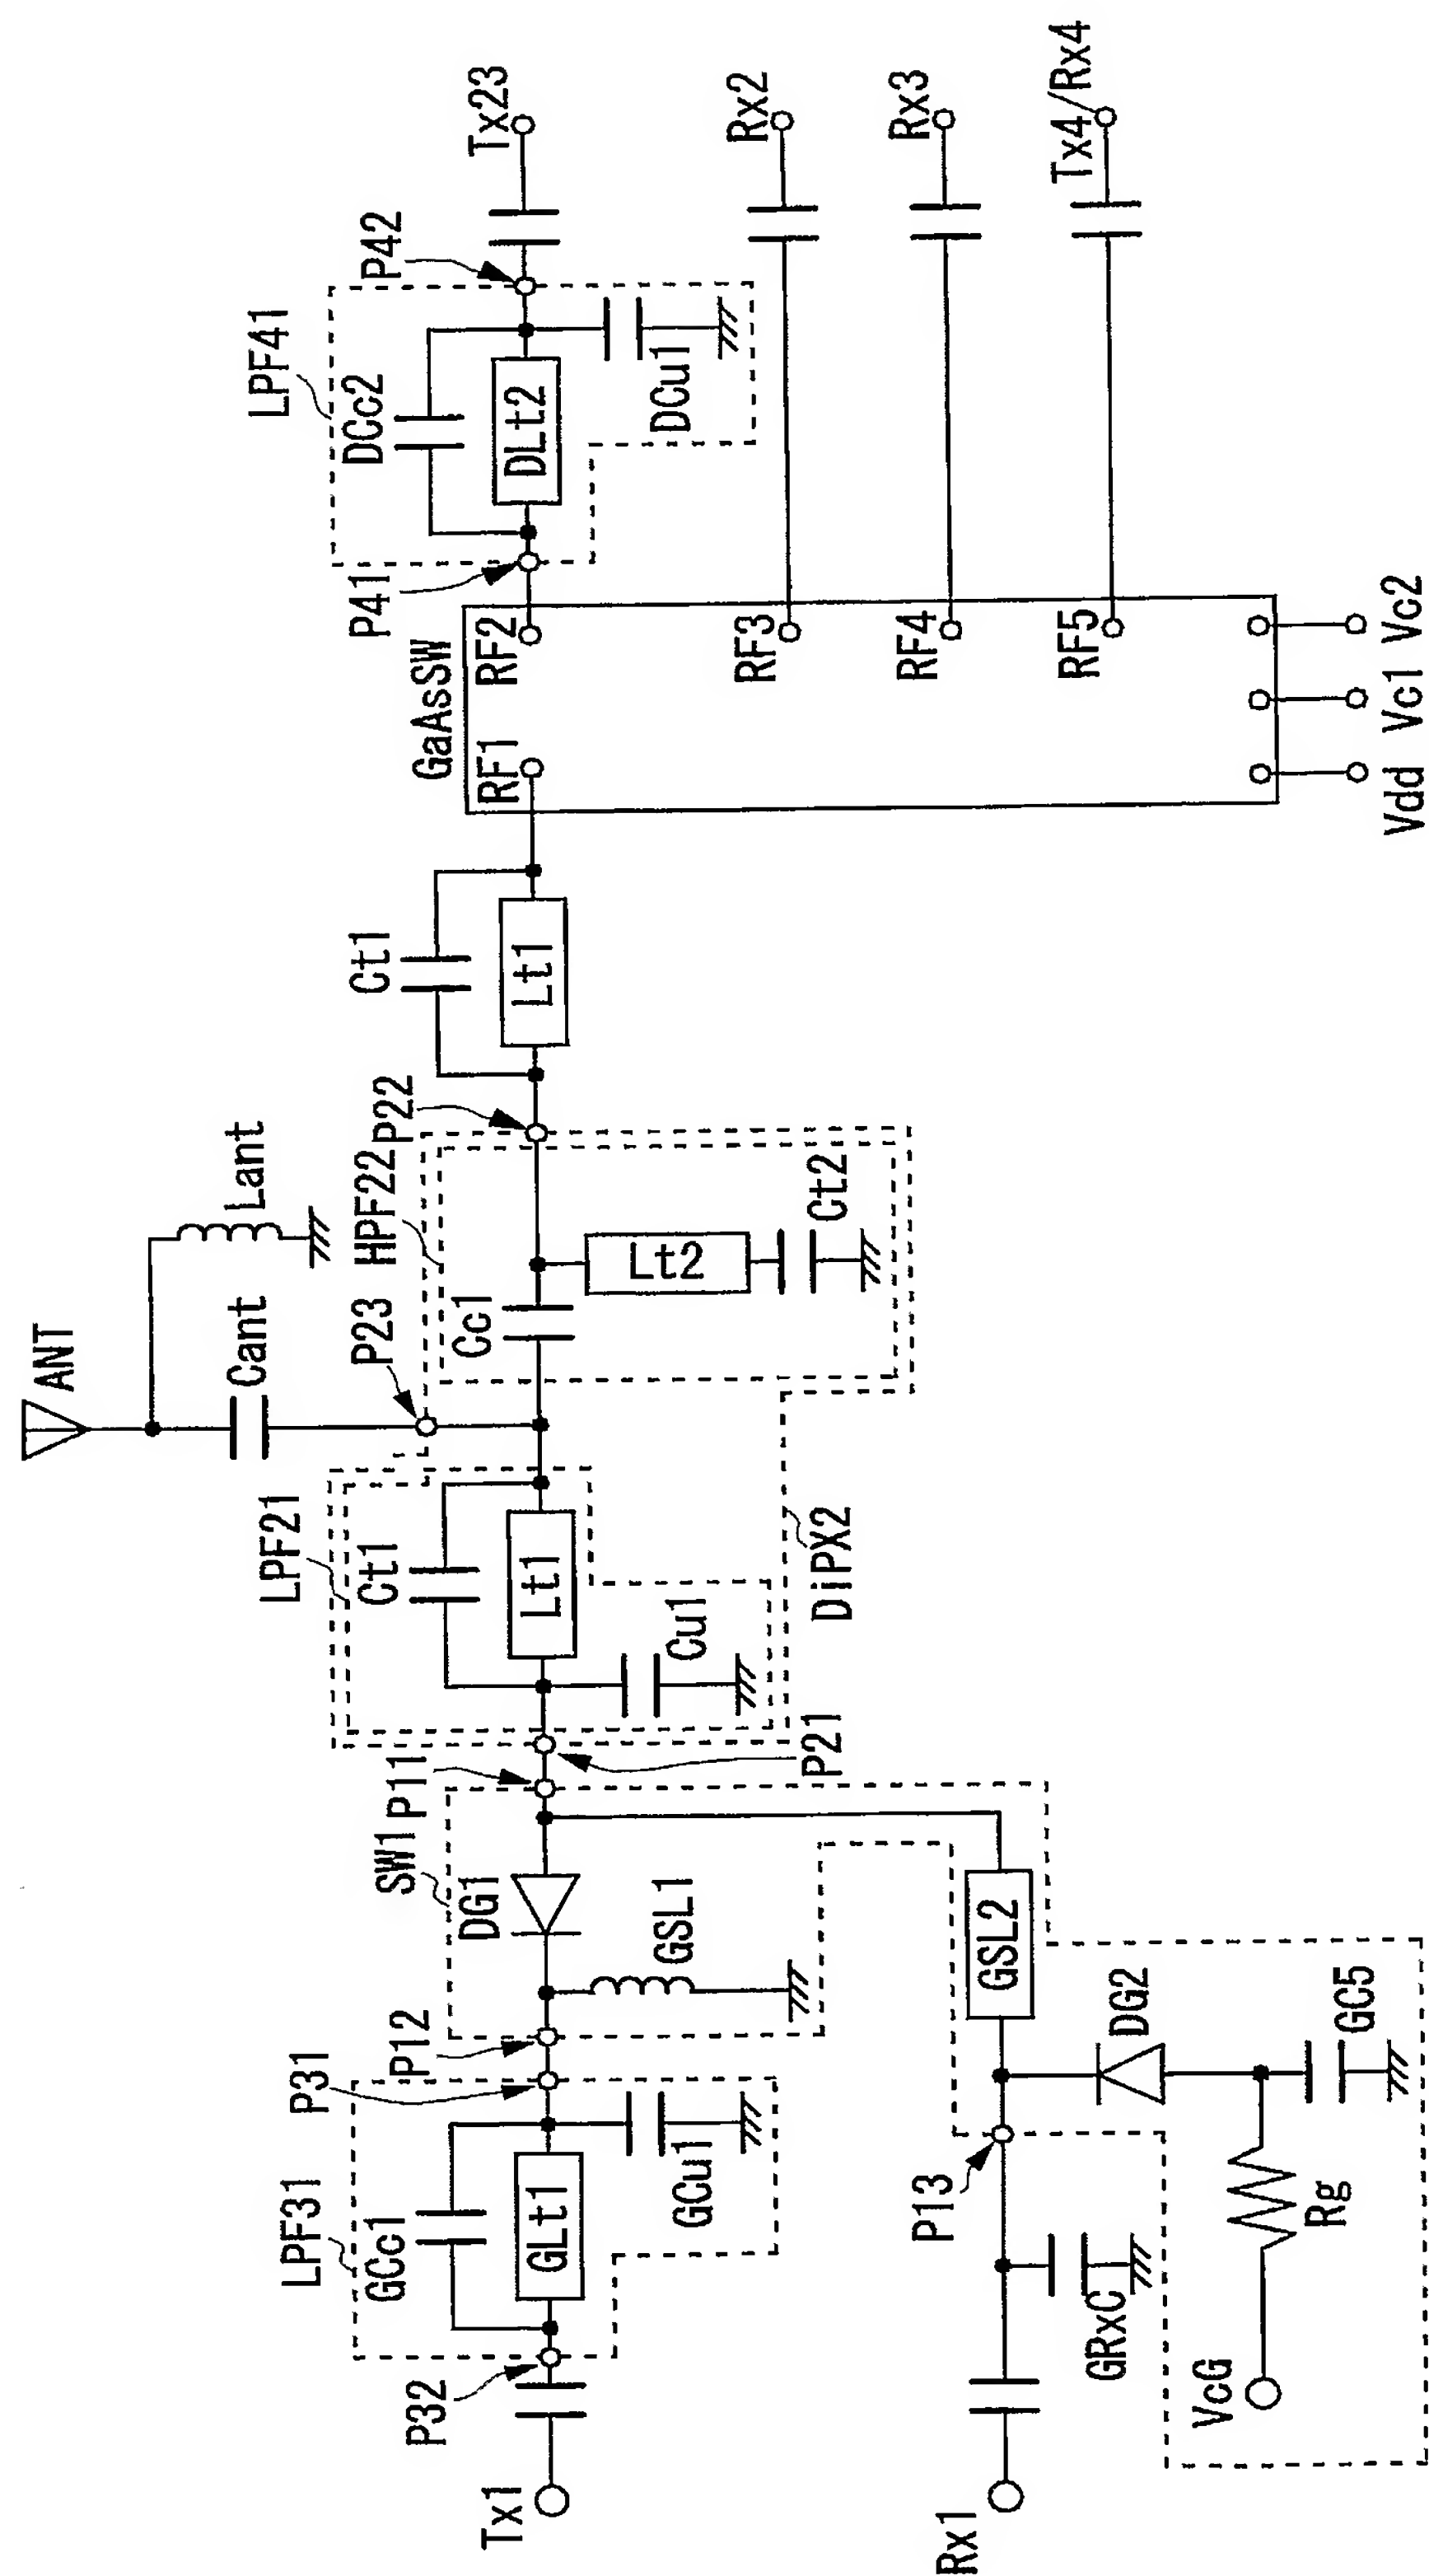 ANT
Lant
Cant
P23
HPF22
P22
Cc1
Lt2
Ct2
LPF21
Ct1
Lt1
Cu1
DiPX2
P21
P11
SW1
DG1
GSL1
P12
P31
LPF31
GCc1
GLt1
GCu1
P32
Tx1
GSL2
DG2
GC5
P13
Rg
GRxC
VcG
Rx1
Ct1
Lt1
GaAsSW
RF1
RF2
RF3
RF4
RF5
Vdd
Vc1
Vc2
P41
LPF41
DCc2
DLt2
DCu1
P42
Tx23
Rx2
Rx3
Tx4/Rx4